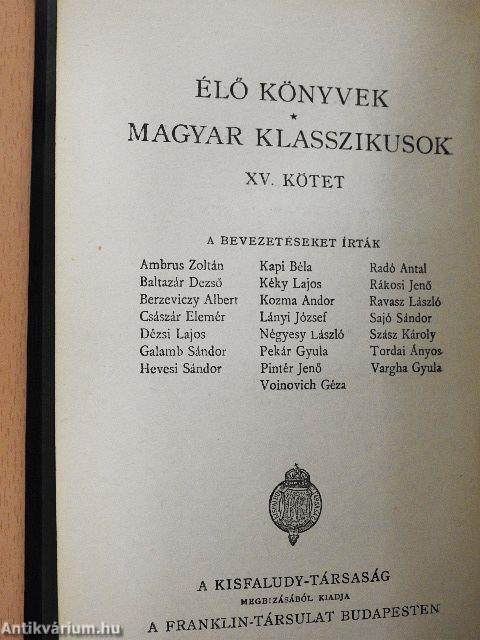 ÉLŐ KÖNYVEK
MAGYAR KLASSZIKUSOK
XV. KÖTET
A BEVEZETÉSEKET ÍRTÁK
Ambrus Zoltán
Baltazár Dezső
Berzeviczy Albert
Császár Elemér
Dézsi Lajos
Galamb Sándor
Hevesi Sándor
Kapi Béla
Kéky Lajos
Kozma Andor
Lányi József
Négyesy László
Pekár Gyula
Pintér Jenő
Voinovich Géza
Radó Antal
Rákosi Jenő
Ravasz László
Sajó Sándor
Szász Károly
Tordai Ányos
Vargha Gyula
A KISFALUDY-TÁRSASÁG
MEGBIZÁSÁBÓL KIADJA
A FRANKLIN-TÁRSULAT BUDAPESTEN
Antikvárium.hu